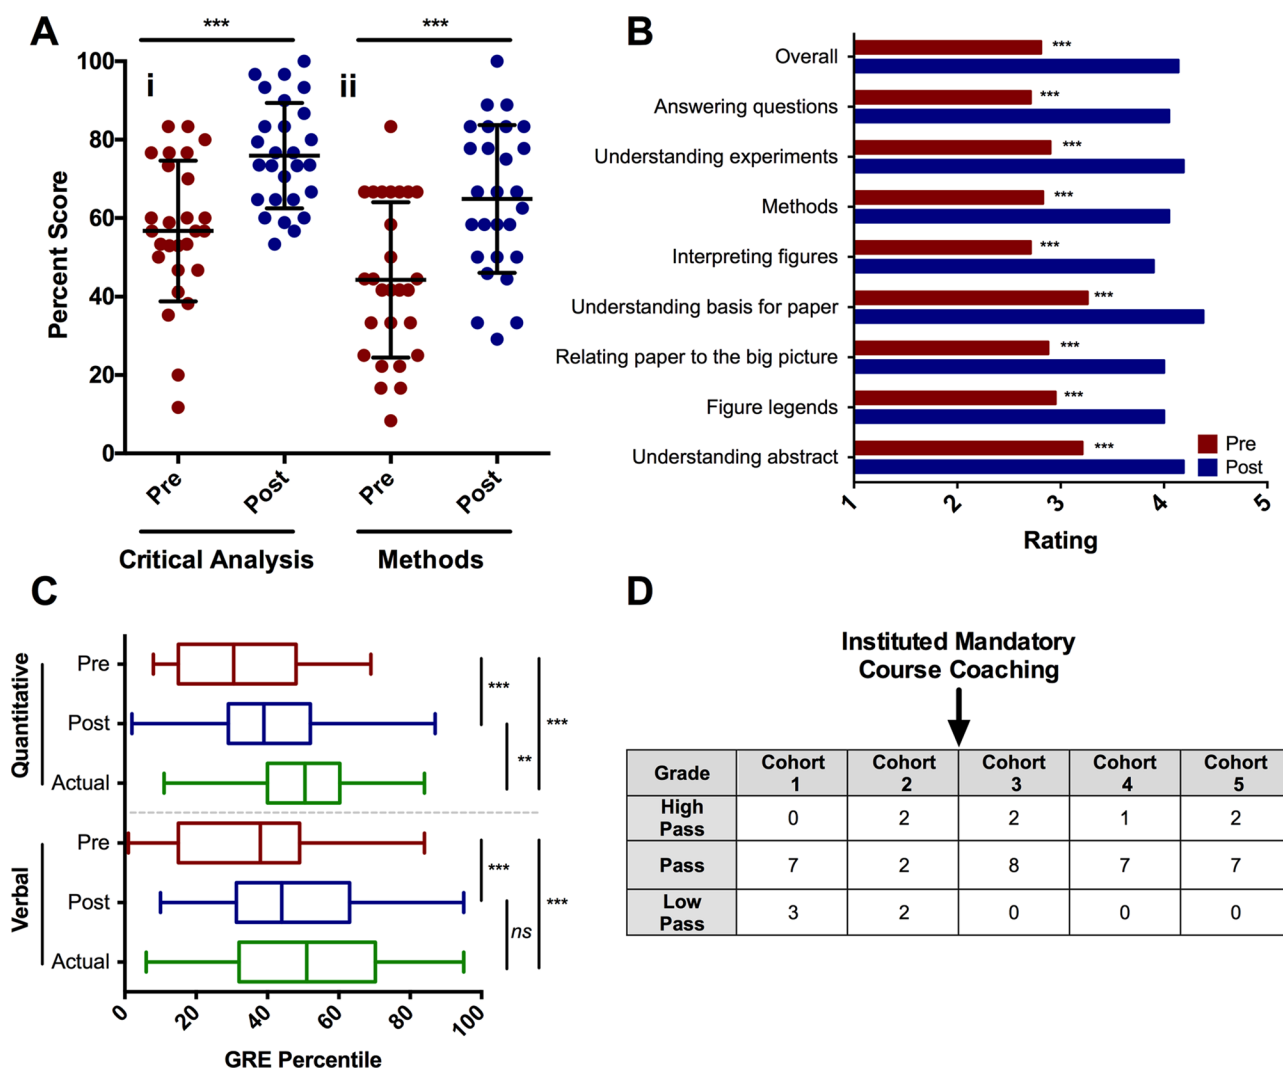 A
***
***
i
ii
Percent Score
100
80
60
40
20
0
Pre
Post
Pre
Post
Critical Analysis
Methods
B
Overall
***
Answering questions
***
Understanding experiments
***
Methods
***
Interpreting figures
***
Understanding basis for paper
***
Relating paper to the big picture
***
Figure legends
***
Understanding abstract
***
Pre
Post
1
2
3
4
5
Rating
C
Quantitative
Pre
Post
Actual
***
**
***
Verbal
Pre
Post
Actual
***
ns
***
0
20
40
60
80
100
GRE Percentile
D
Instituted Mandatory
Course Coaching
Grade Cohort 1 Cohort 2 Cohort 3 Cohort 4 Cohort 5
High Pass 0 2 2 1 2
Pass 7 2 8 7 7
Low Pass 3 2 0 0 0